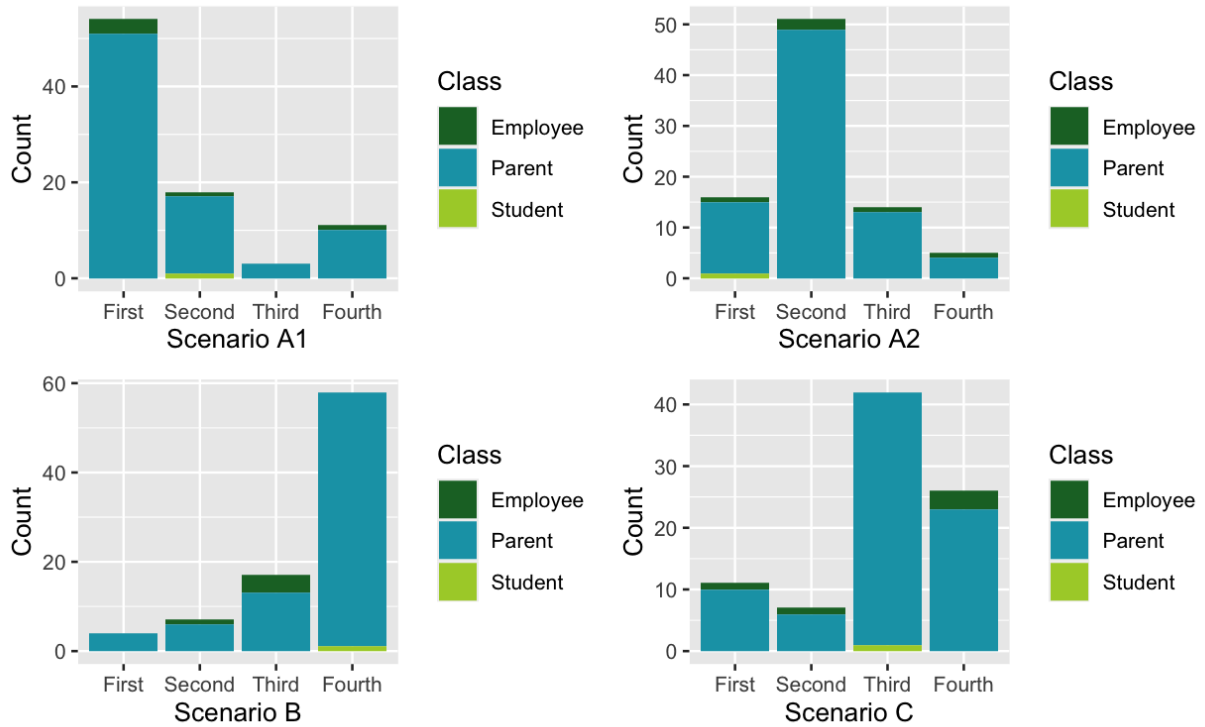 Count
40
20
0
First Second Third Fourth
Scenario A1
Class
Employee
Parent
Student
Count
50
40
30
20
10
0
First Second Third Fourth
Scenario A2
Class
Employee
Parent
Student
Count
60
40
20
0
First Second Third Fourth
Scenario B
Class
Employee
Parent
Student
Count
40
30
20
10
0
First Second Third Fourth
Scenario C
Class
Employee
Parent
Student